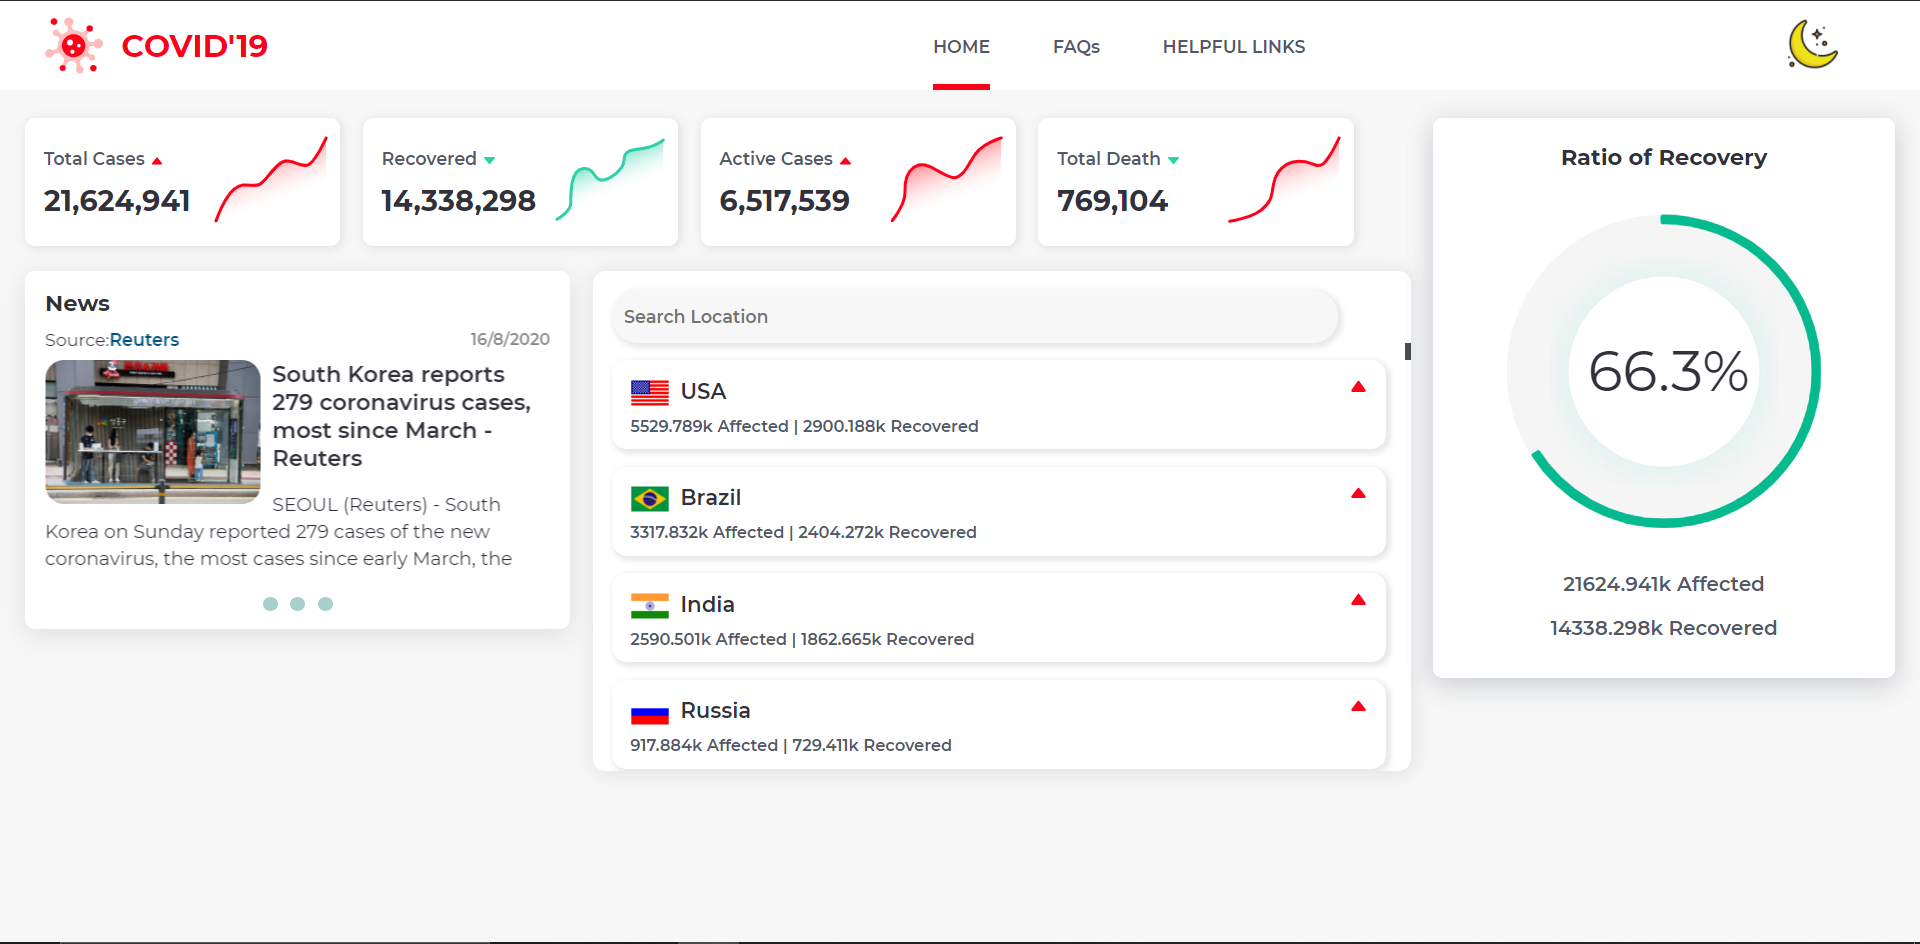 COVID'19
HOME
FAQs
HELPFUL LINKS
Total Cases
21,624,941
Recovered
14,338,298
Active Cases
6,517,539
Total Death
769,104
News
Source:Reuters
16/8/2020
South Korea reports
279 coronavirus cases,
most since March -
Reuters
SEOUL (Reuters) - South
Korea on Sunday reported 279 cases of the new
coronavirus, the most cases since early March, the
Search Location
USA
5529.789k Affected | 2900.188k Recovered
Brazil
3317.832k Affected | 2404.272k Recovered
India
2590.501k Affected | 1862.665k Recovered
Russia
917.884k Affected | 729.411k Recovered
Ratio of Recovery
66.3%
21624.941k Affected
14338.298k Recovered